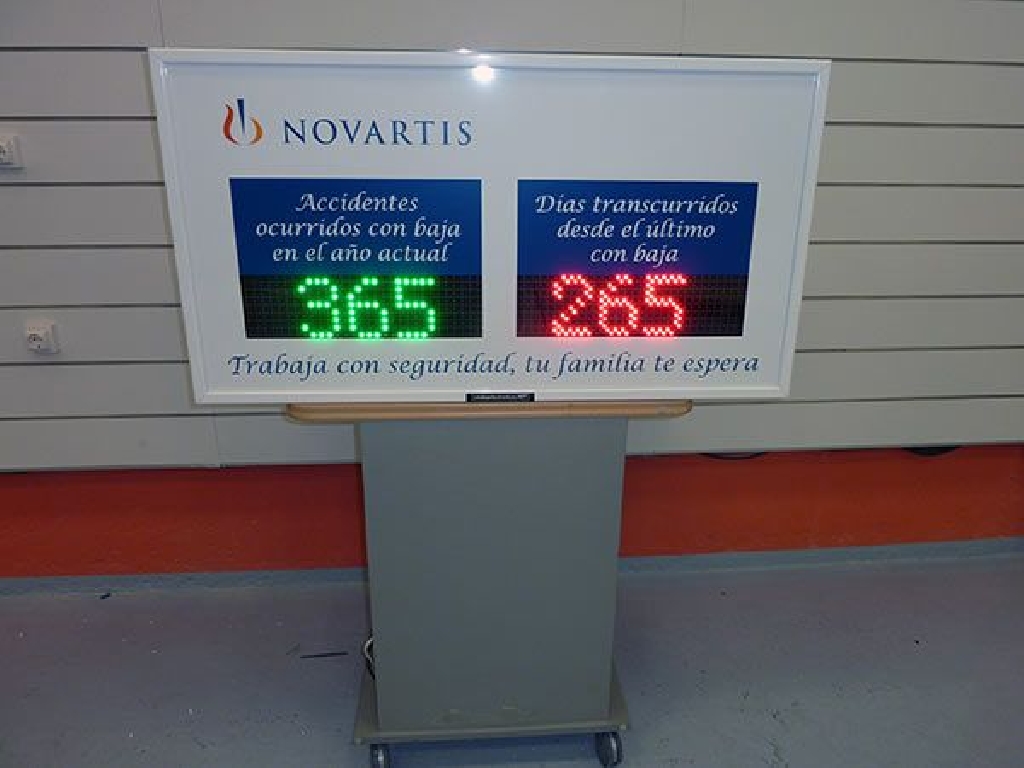 NOVARTIS
Accidentes
ocurridos con baja
en el año actual
365
Días transcurridos
desde el último
con baja
265
Trabaja con seguridad, tu familia te espera